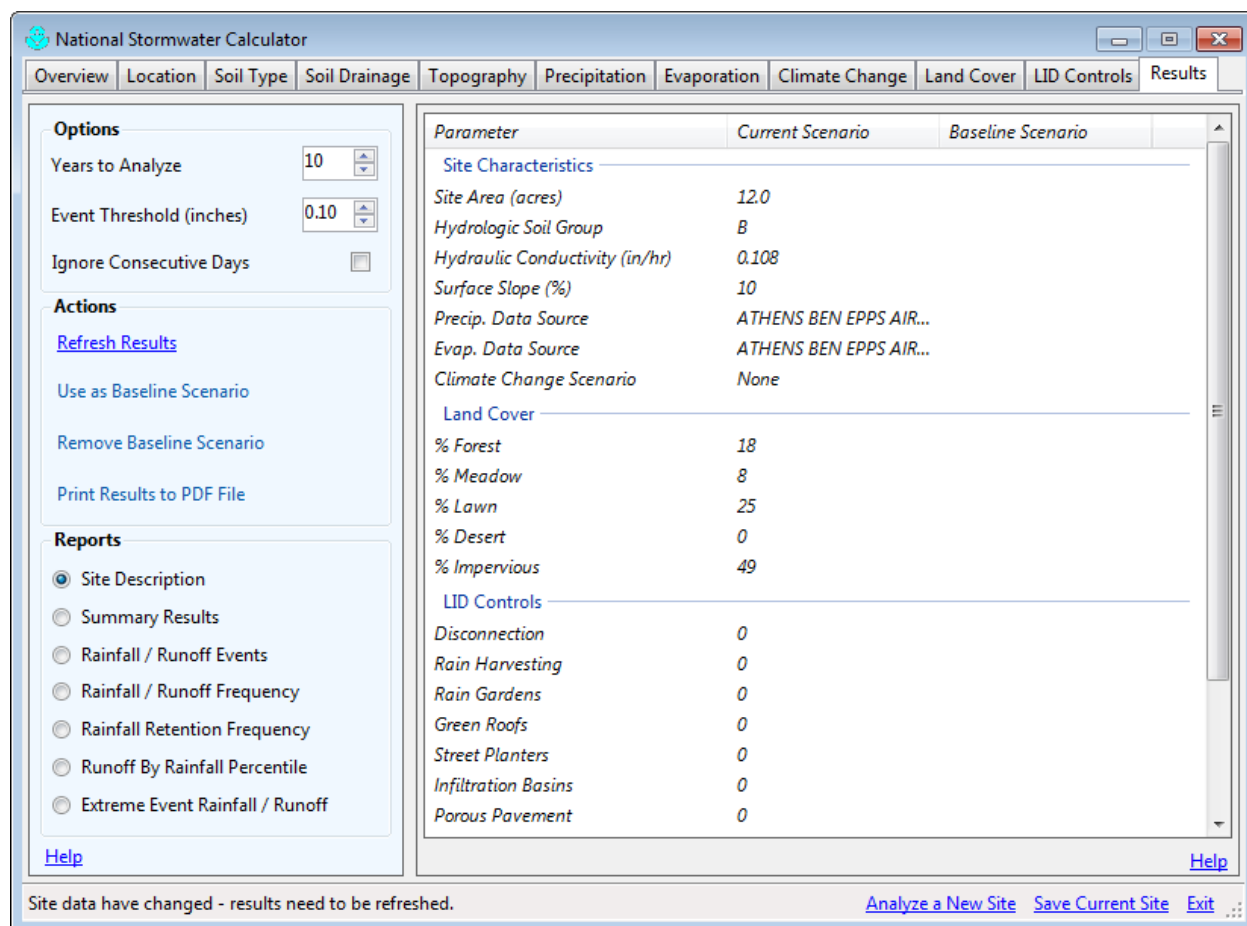 National Stormwater Calculator
Overview Location Soil Type Soil Drainage Topography Precipitation Evaporation Climate Change Land Cover LID Controls Results
Options
Years to Analyze 10
Event Threshold (inches) 0.10
Ignore Consecutive Days
Actions
Refresh Results
Use as Baseline Scenario
Remove Baseline Scenario
Print Results to PDF File
Reports
Site Description
Summary Results
Rainfall / Runoff Events
Rainfall / Runoff Frequency
Rainfall Retention Frequency
Runoff By Rainfall Percentile
Extreme Event Rainfall / Runoff
Help
Parameter Current Scenario Baseline Scenario
Site Characteristics
Site Area (acres) 12.0
Hydrologic Soil Group B
Hydraulic Conductivity (in/hr) 0.108
Surface Slope (%) 10
Precip. Data Source ATHENS BEN EPPS AIR...
Evap. Data Source ATHENS BEN EPPS AIR...
Climate Change Scenario None
Land Cover
% Forest 18
% Meadow 8
% Lawn 25
% Desert 0
% Impervious 49
LID Controls
Disconnection 0
Rain Harvesting 0
Rain Gardens 0
Green Roofs 0
Street Planters 0
Infiltration Basins 0
Porous Pavement 0
Help
Site data have changed - results need to be refreshed. Analyze a New Site Save Current Site Exit